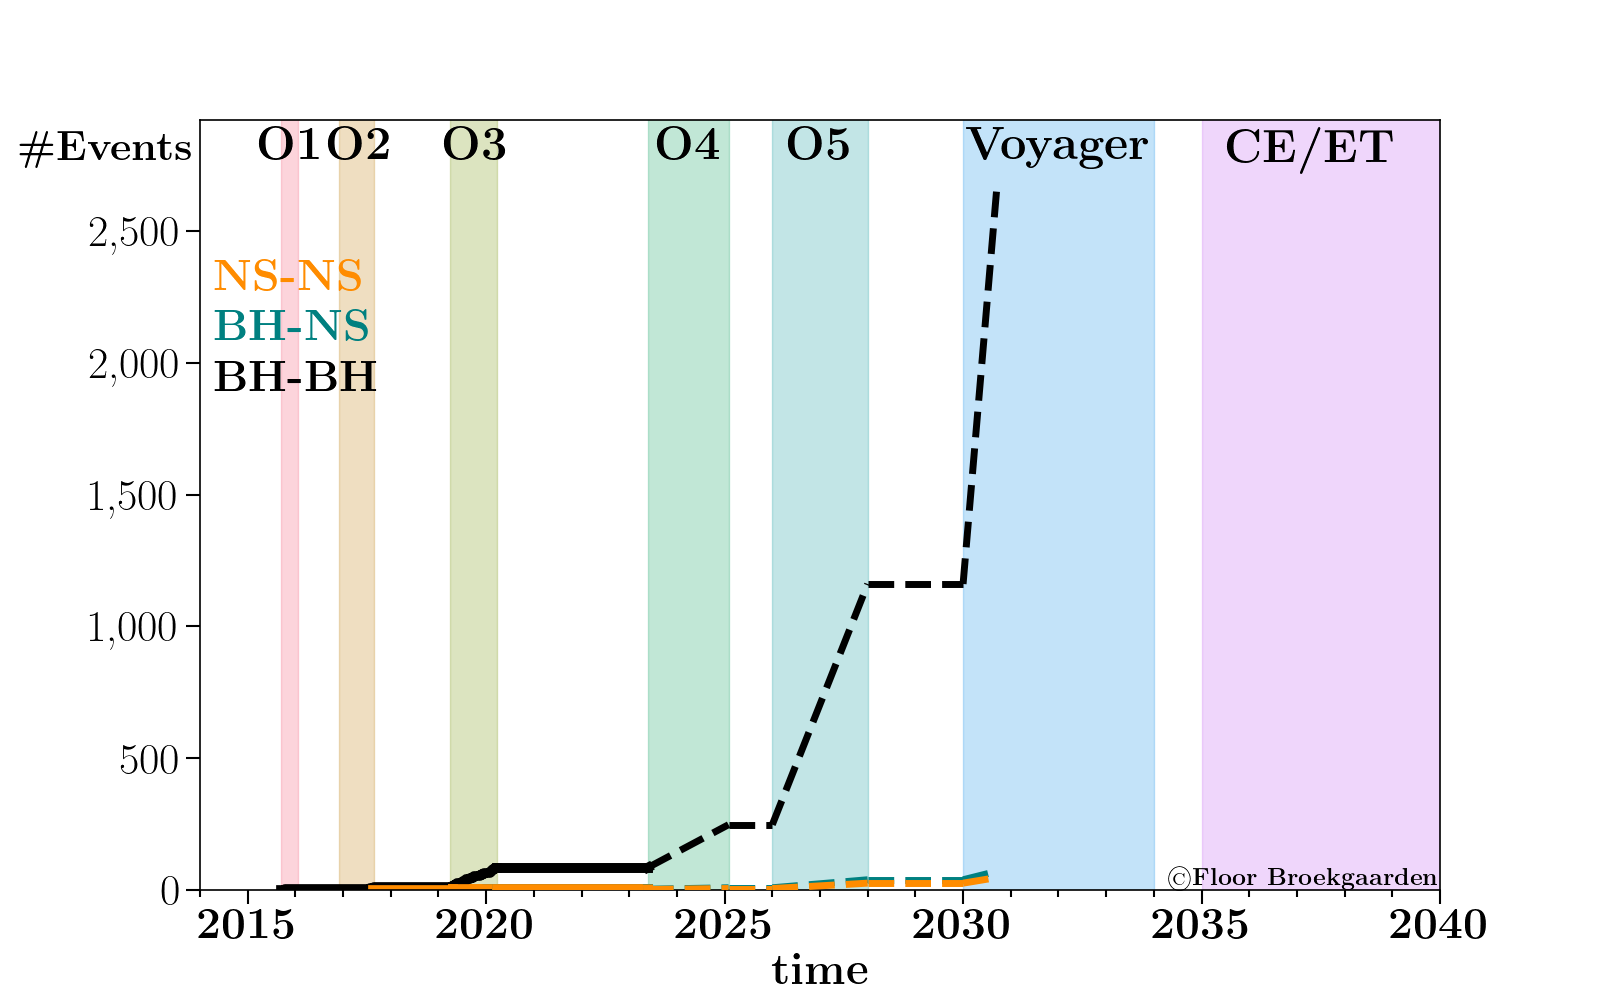 #Events
O1 O2 O3 O4 O5 Voyager CE/ET
2,500
NS-NS
BH-NS
2,000
BH-BH
1,500
1,000
500
0
©Floor Broekgaarden
2015 2020 2025 2030 2035 2040
time